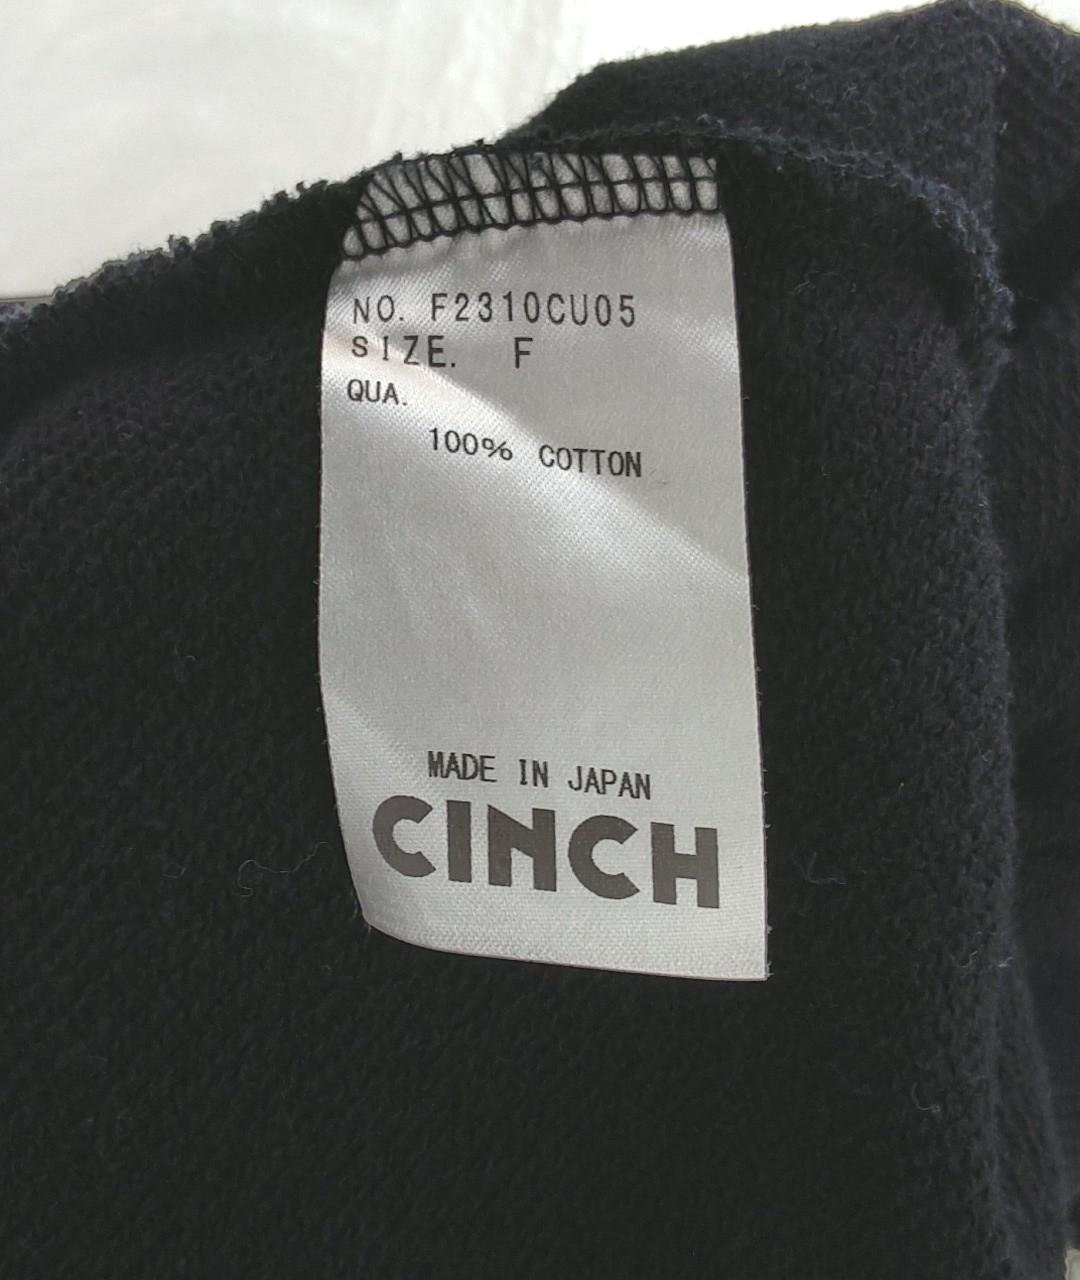 NO. F2310CU05
SIZE. F
QUA.
100% COTTON
MADE IN JAPAN
CINCH